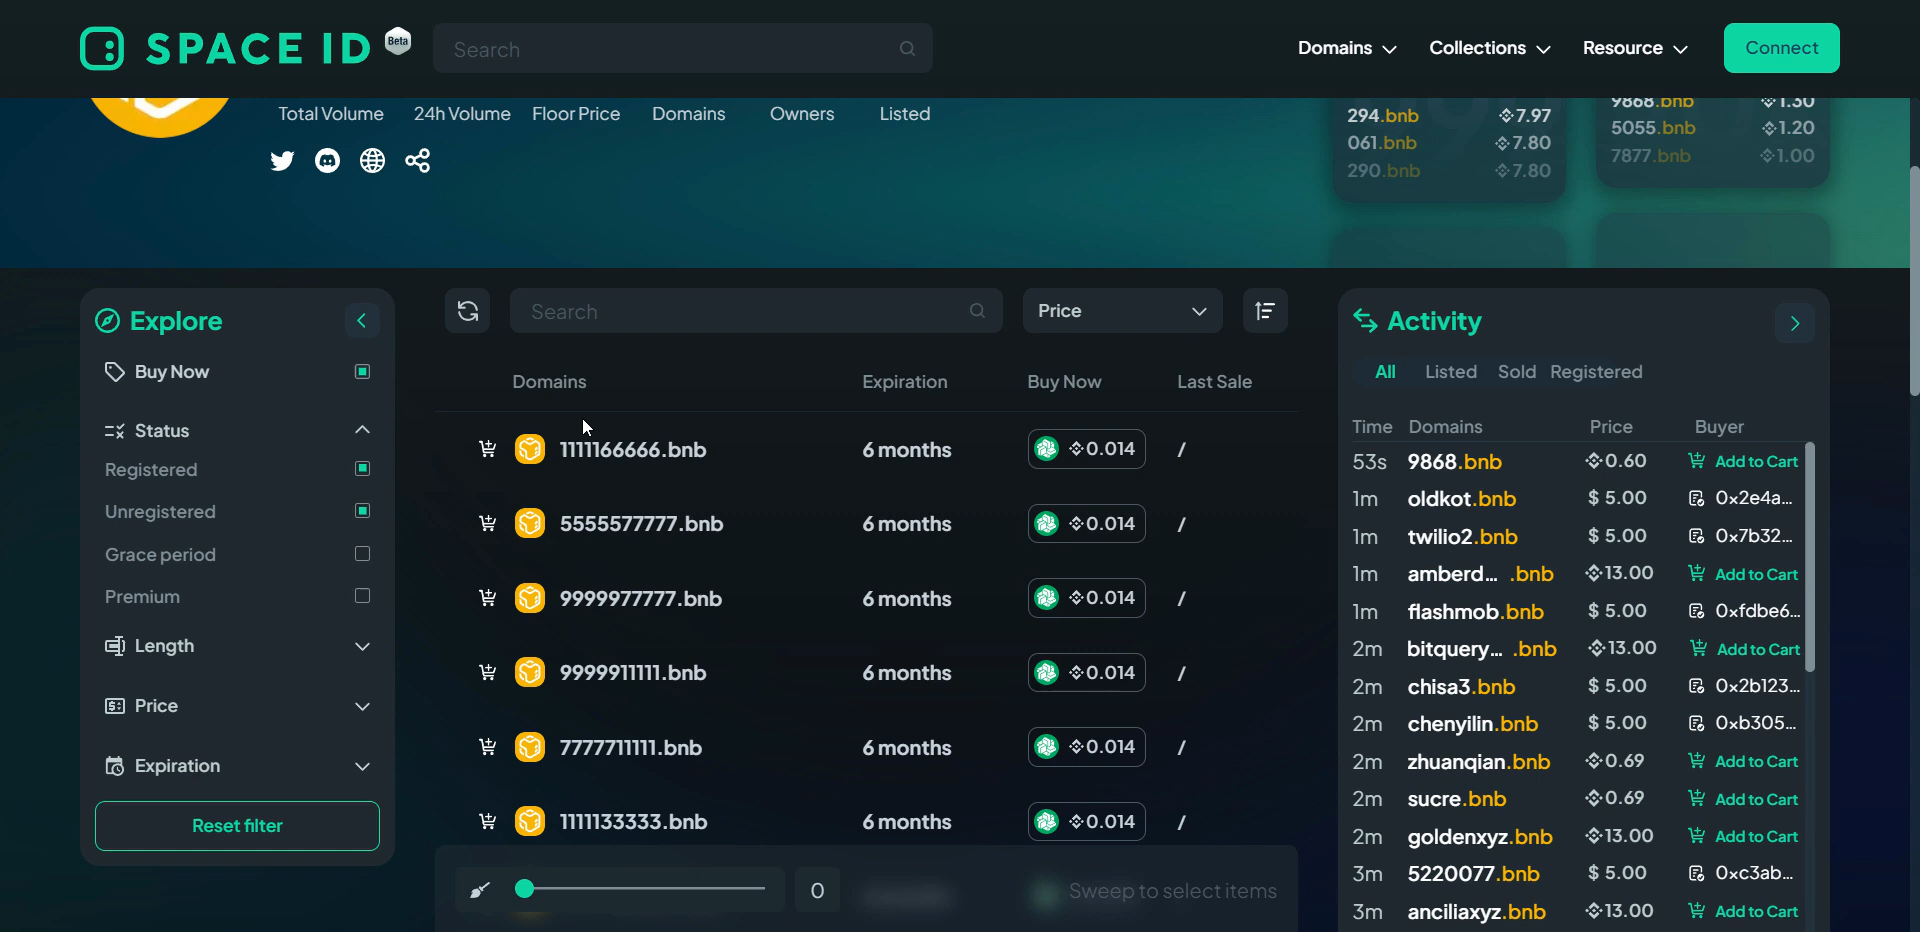 SPACE ID Beta
Search
Domains Collections Resource Connect
Total Volume 24h Volume Floor Price Domains Owners Listed
294.bnb 7.97
061.bnb 7.80
290.bnb 7.80
9868.bnb 1.30
5055.bnb 1.20
7877.bnb 1.00
Explore
Buy Now
Status
Registered
Unregistered
Grace period
Premium
Length
Price
Expiration
Reset filter
Search
Price
Domains Expiration Buy Now Last Sale
1111166666.bnb 6 months 0.014 /
5555577777.bnb 6 months 0.014 /
9999977777.bnb 6 months 0.014 /
9999911111.bnb 6 months 0.014 /
7777711111.bnb 6 months 0.014 /
1111133333.bnb 6 months 0.014 /
0 Sweep to select items
Activity
All Listed Sold Registered
Time Domains Price Buyer
53s 9868.bnb 0.60 Add to Cart
1m oldkot.bnb $ 5.00 0x2e4a...
1m twilio2.bnb $ 5.00 0x7b32...
1m amberd... .bnb 13.00 Add to Cart
1m flashmob.bnb $ 5.00 0xfdbe6...
2m bitquery... .bnb 13.00 Add to Cart
2m chisa3.bnb $ 5.00 0x2b123...
2m chenyilin.bnb $ 5.00 0xb305...
2m zhuanqian.bnb 0.69 Add to Cart
2m sucre.bnb 0.69 Add to Cart
2m goldenxyz.bnb 13.00 Add to Cart
3m 5220077.bnb $ 5.00 0xc3ab...
3m anciliaxyz.bnb 13.00 Add to Cart